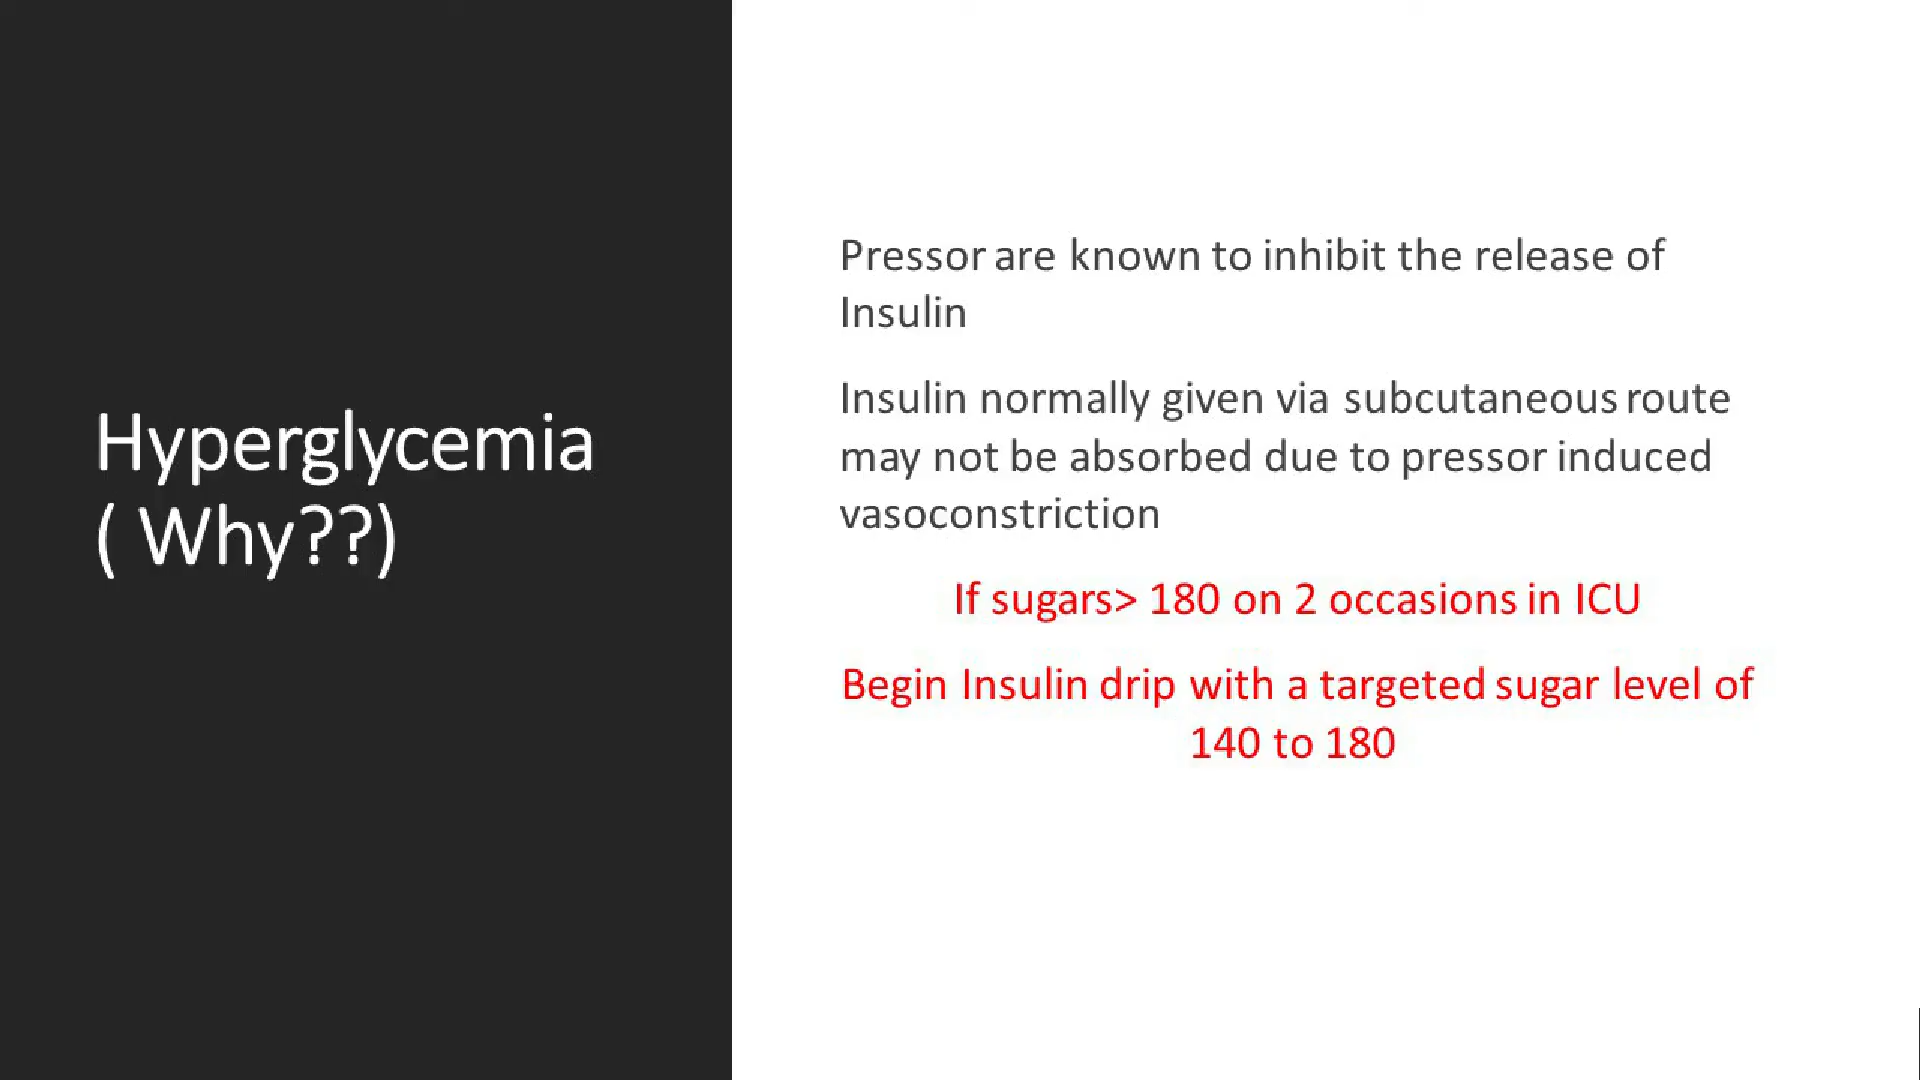 Hyperglycemia
( Why??)
Pressor are known to inhibit the release of
Insulin
Insulin normally given via subcutaneous route
may not be absorbed due to pressor induced
vasoconstriction
If sugars> 180 on 2 occasions in ICU
Begin Insulin drip with a targeted sugar level of
140 to 180